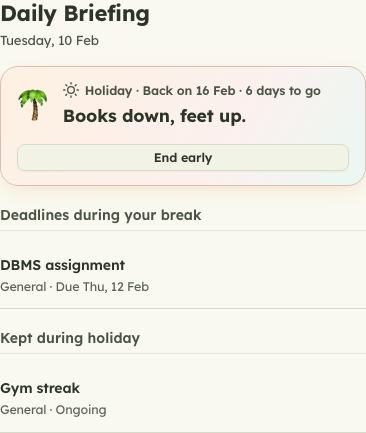 Daily Briefing
Tuesday, 10 Feb
Holiday · Back on 16 Feb · 6 days to go
Books down, feet up.
End early
Deadlines during your break
DBMS assignment
General · Due Thu, 12 Feb
Kept during holiday
Gym streak
General · Ongoing